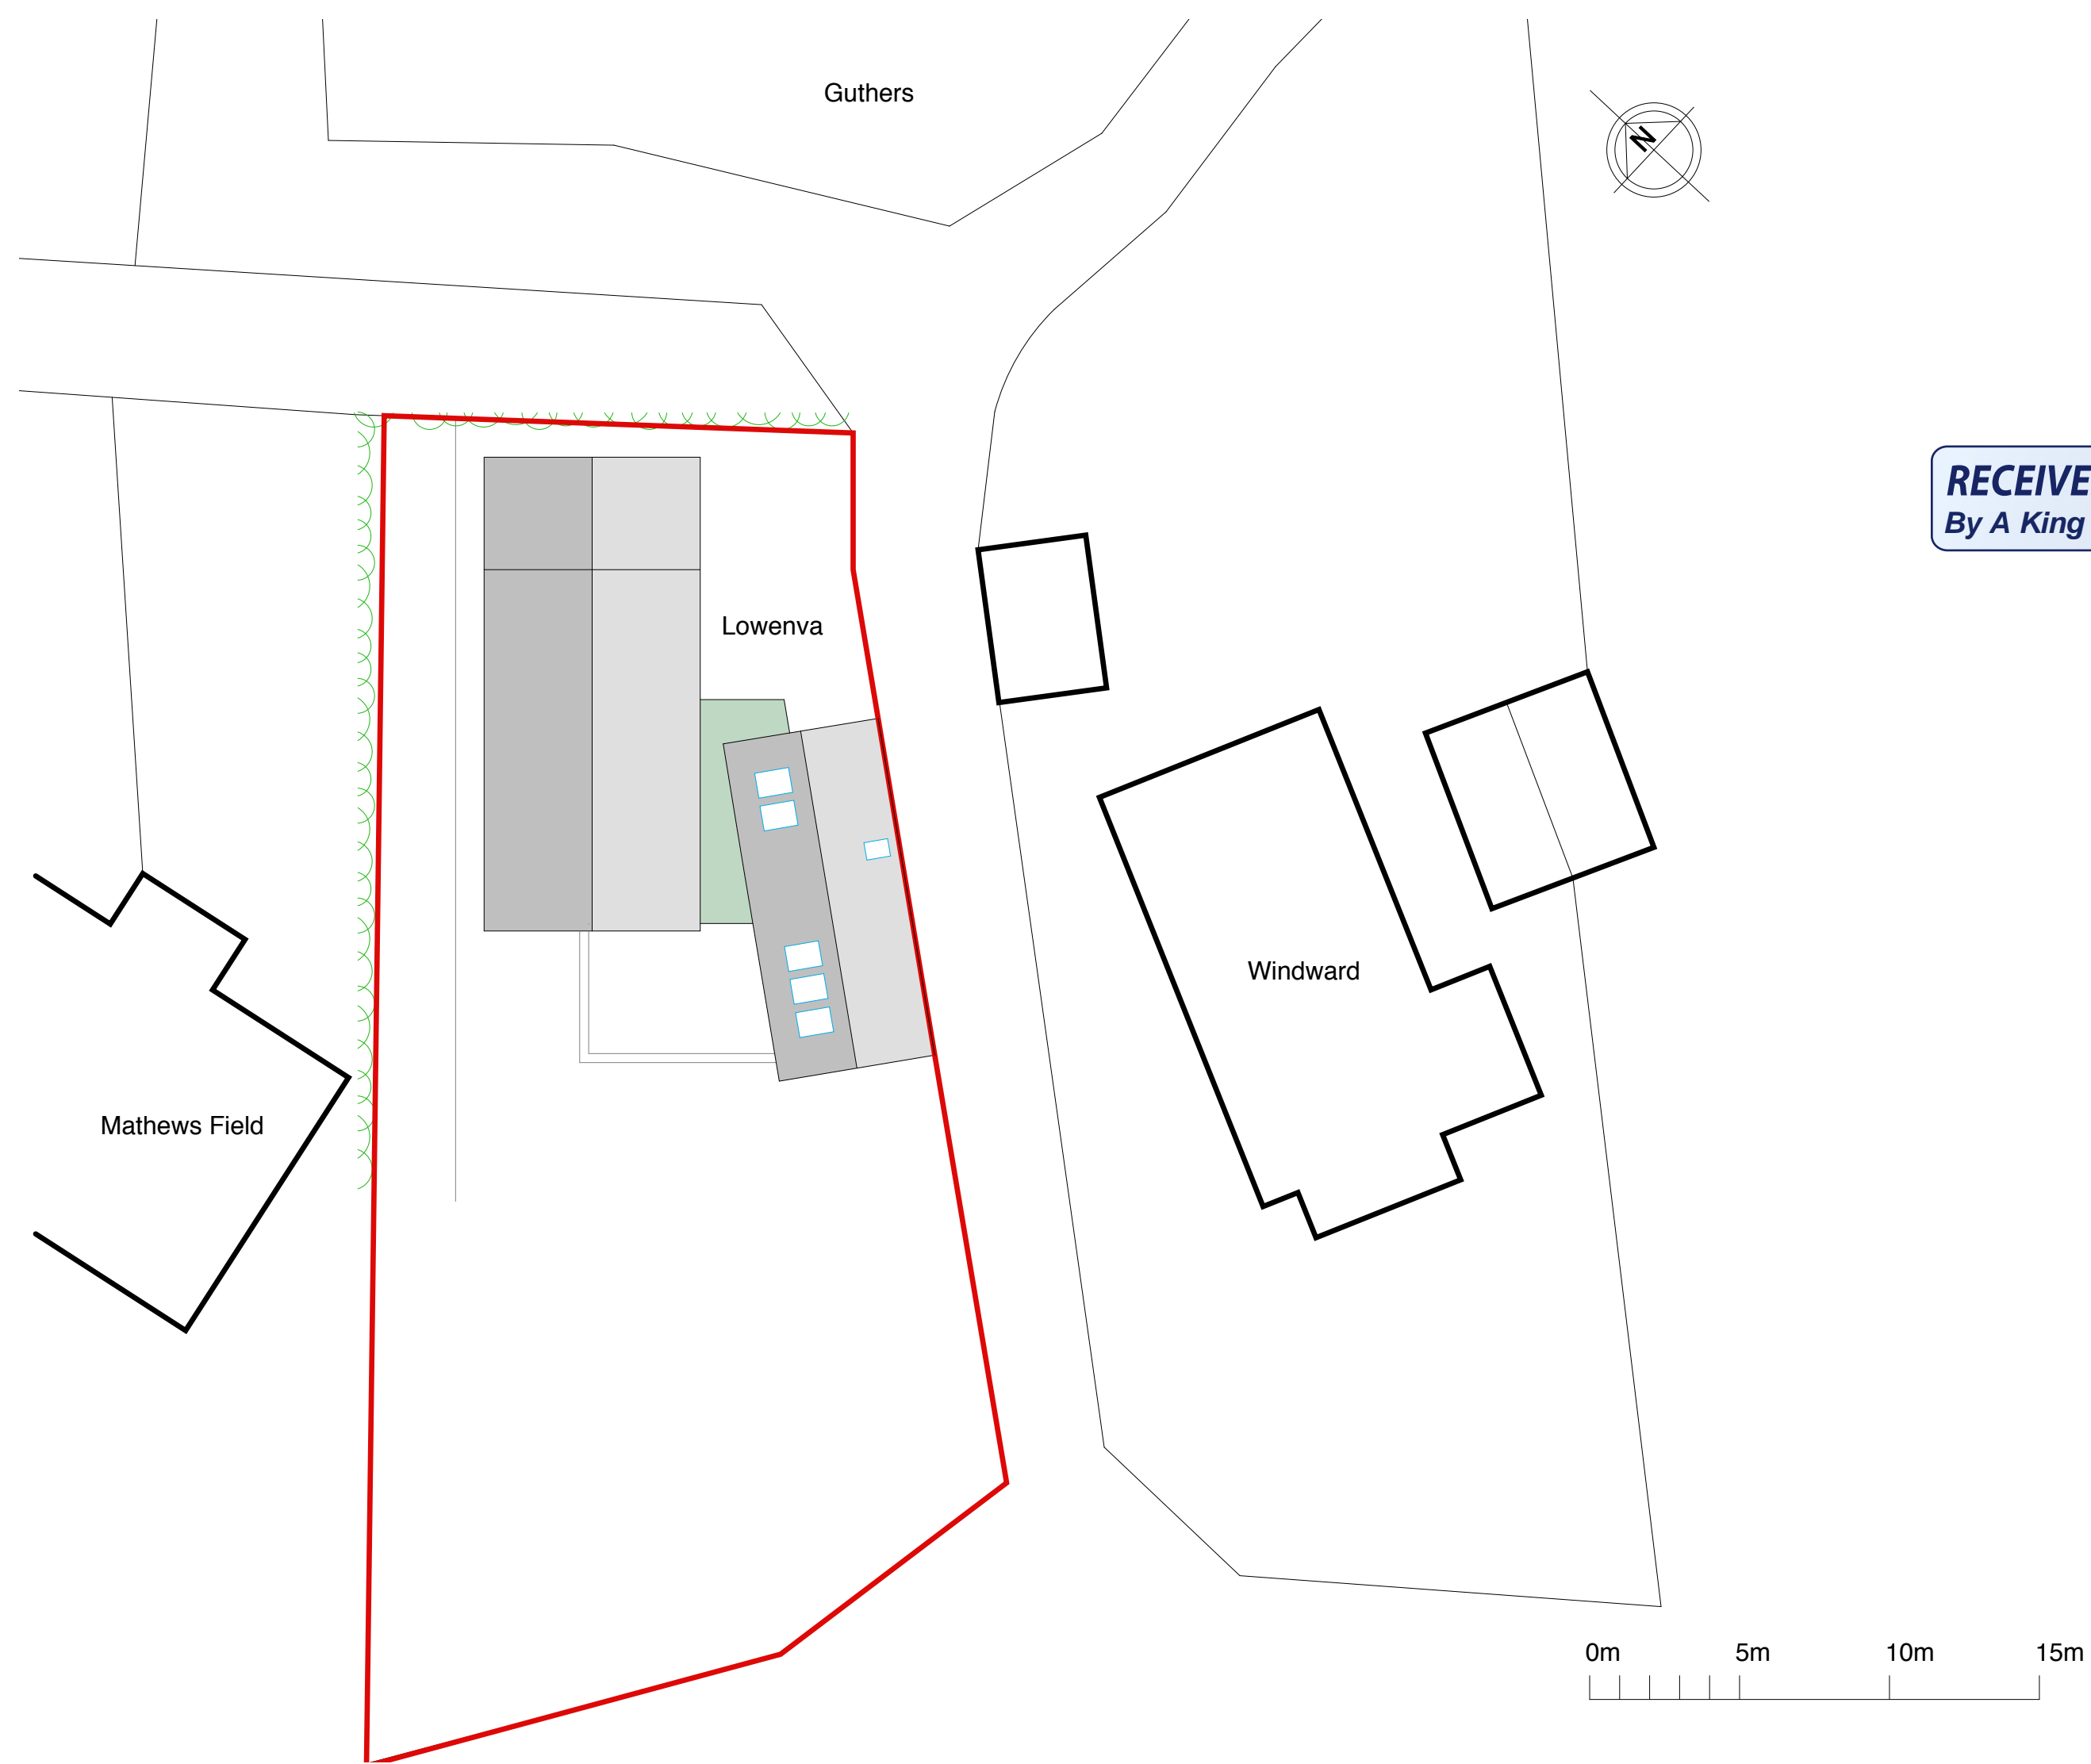 Guthers
N
RECEIVE
By A King
Lowenva
Windward
Mathews Field
0m 5m 10m 15m